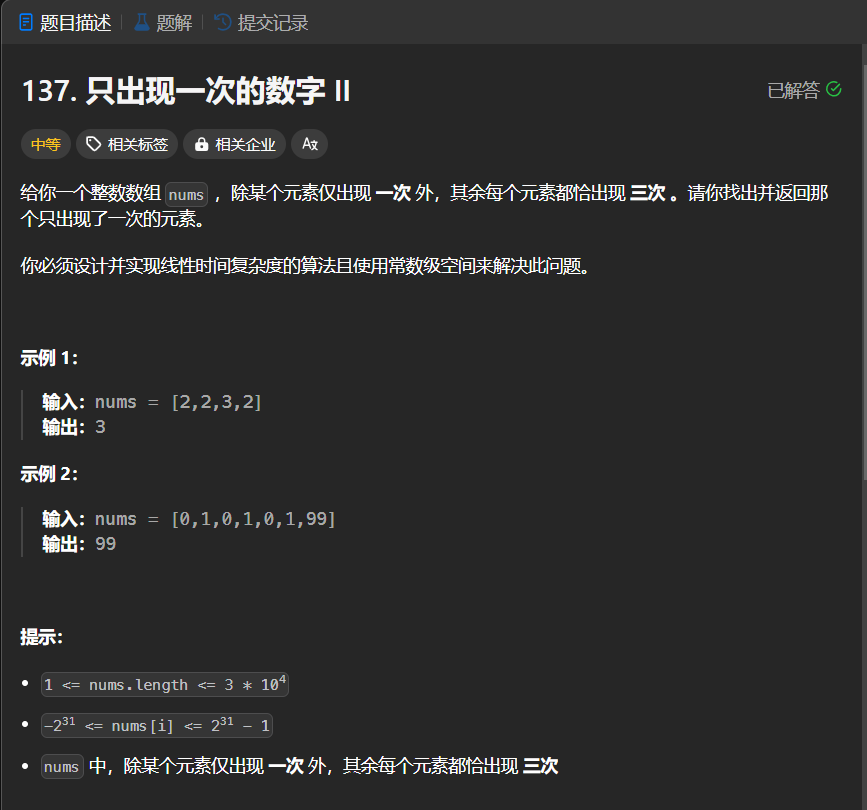 题目描述 题解 提交记录
137. 只出现一次的数字 II
已解答
中等 相关标签 相关企业 Ax
给你一个整数数组 nums ，除某个元素仅出现 一次 外，其余每个元素都恰出现 三次 。请你找出并返回那
个只出现了一次的元素。
你必须设计并实现线性时间复杂度的算法且使用常数级空间来解决此问题。
示例 1：
输入：nums = [2,2,3,2]
输出：3
示例 2：
输入：nums = [0,1,0,1,0,1,99]
输出：99
提示：
1 <= nums.length <= 3 * 10⁴
-2³¹ <= nums[i] <= 2³¹ - 1
nums 中，除某个元素仅出现 一次 外，其余每个元素都恰出现 三次